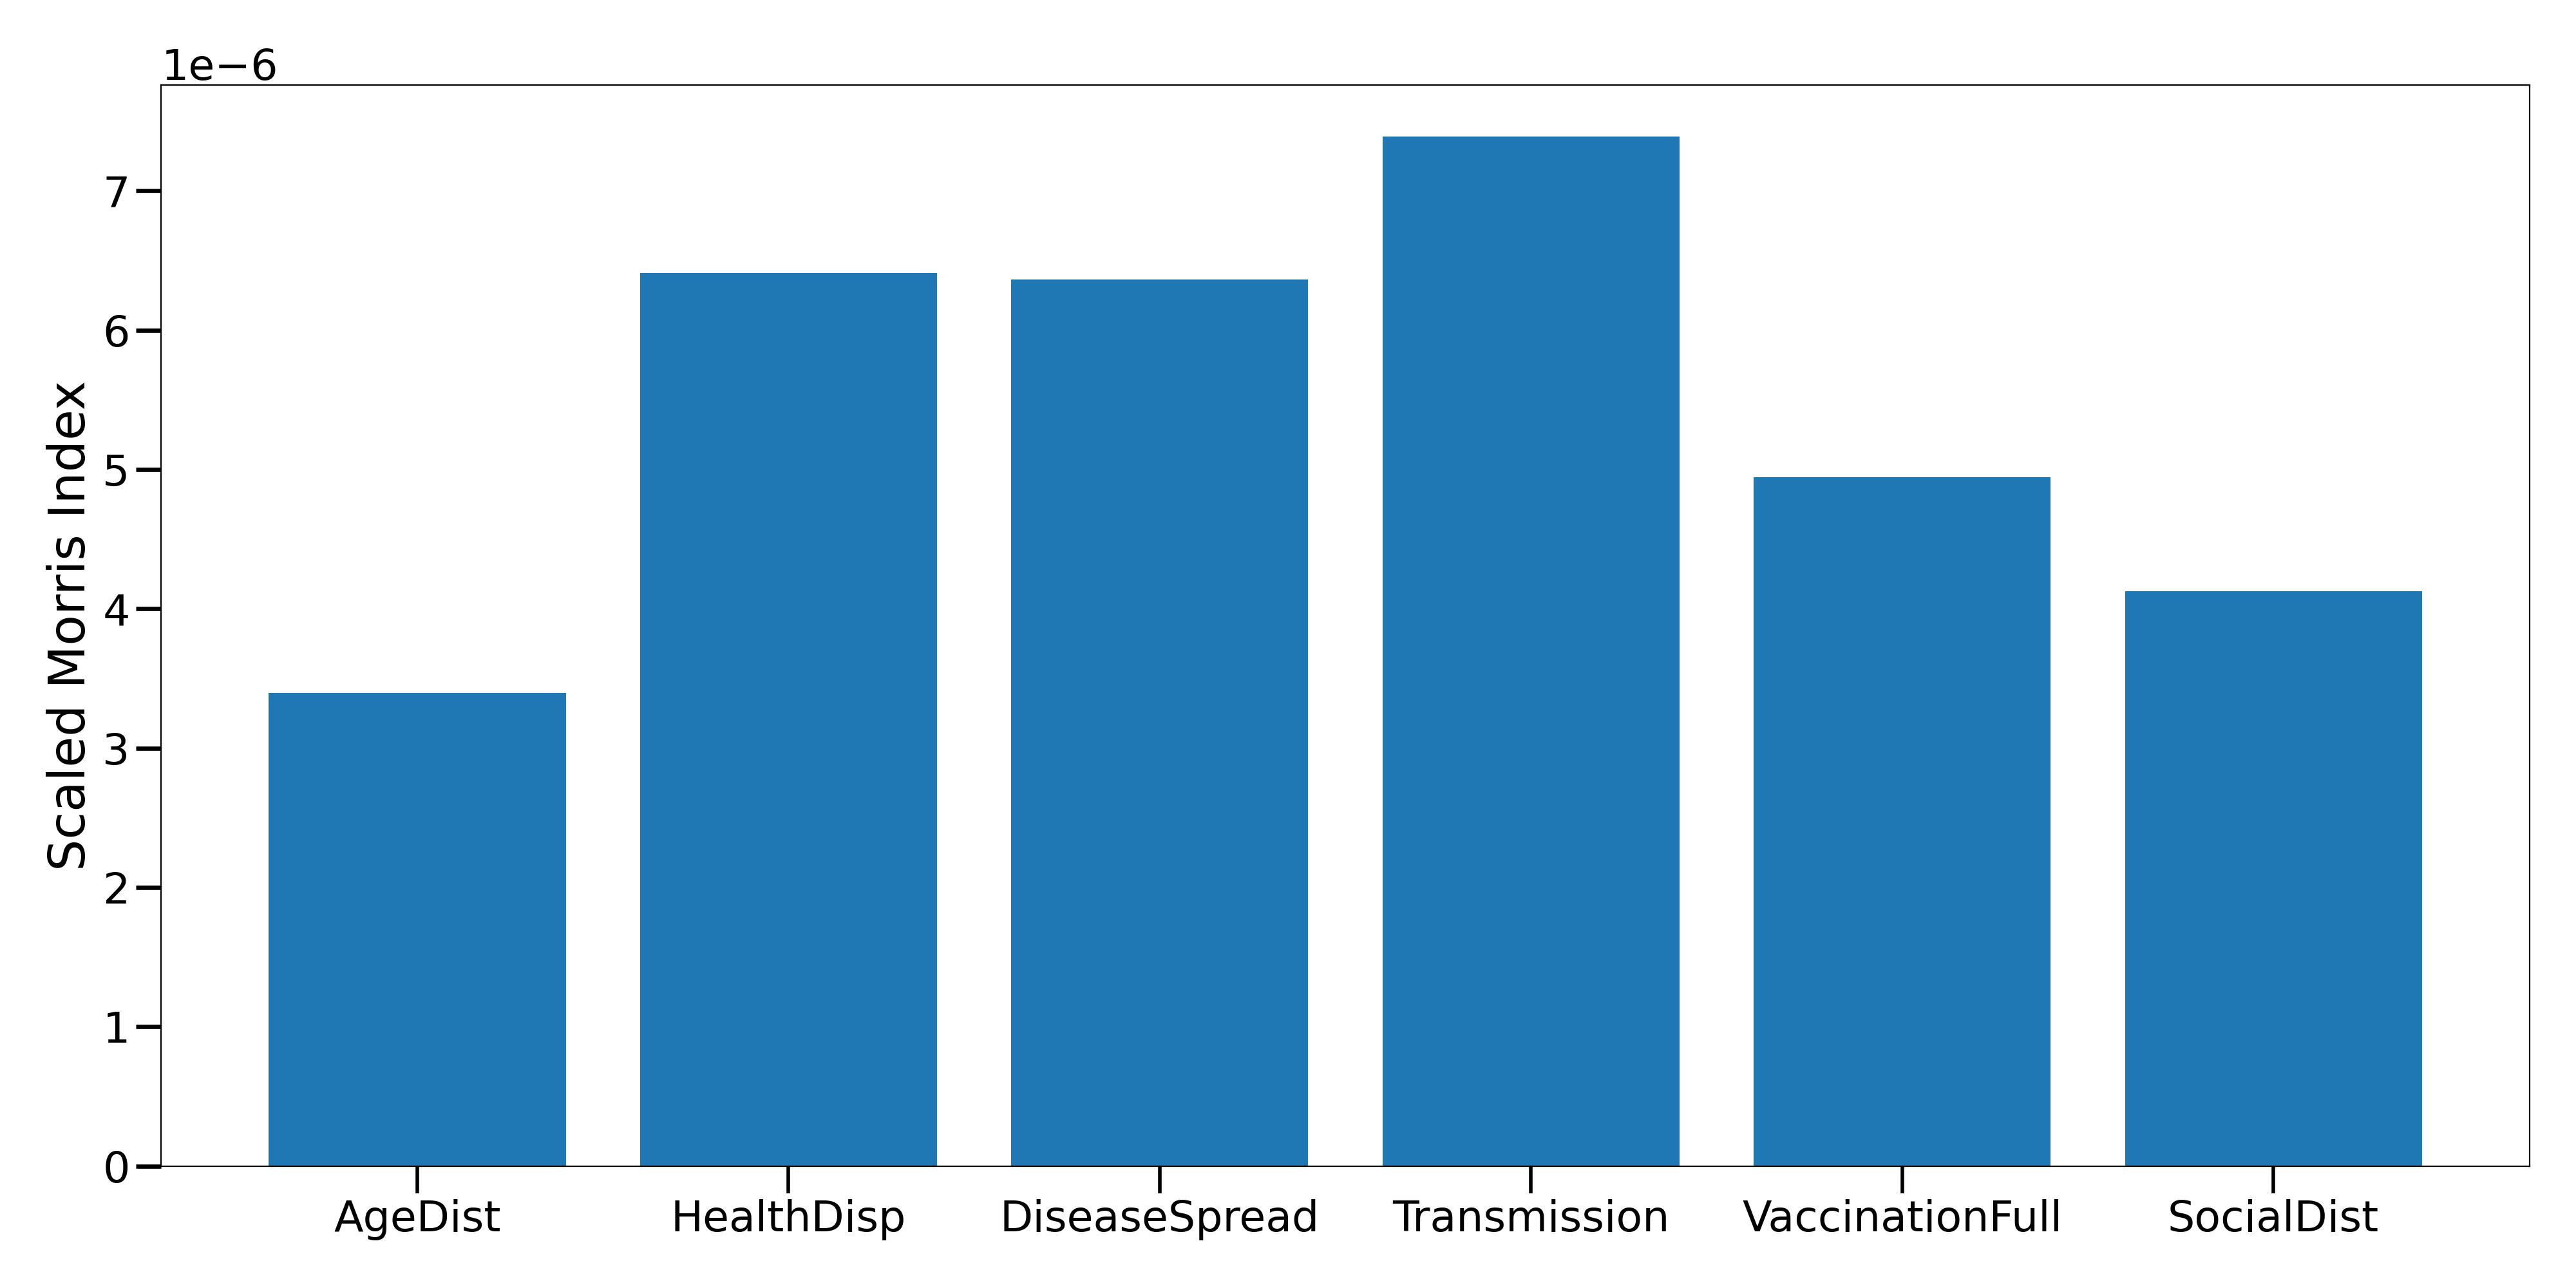 1e−6
Scaled Morris Index
7
6
5
4
3
2
1
0
AgeDist HealthDisp DiseaseSpread Transmission VaccinationFull SocialDist